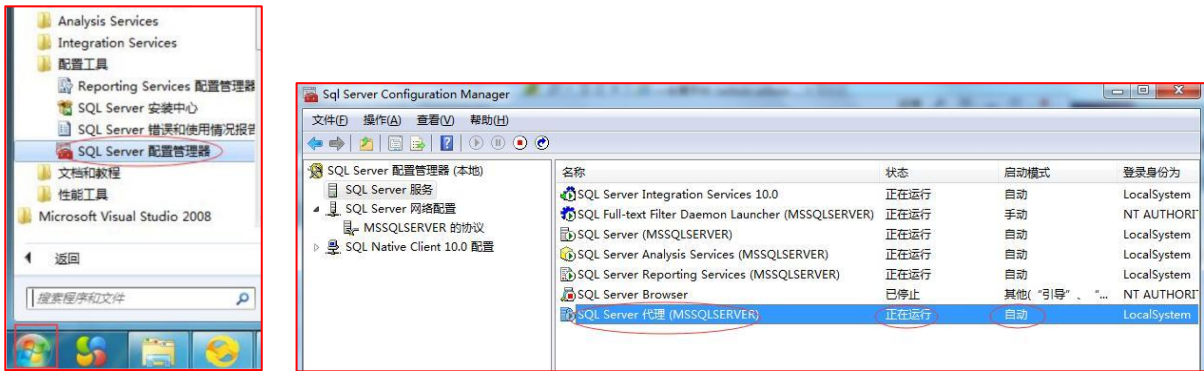 Analysis Services
Integration Services
配置工具
Reporting Services 配置管理器
SQL Server 安装中心
SQL Server 错误和使用情况报告
SQL Server 配置管理器
文档和教程
性能工具
Microsoft Visual Studio 2008
返回
搜索程序和文件
Sql Server Configuration Manager
文件(F) 操作(A) 查看(V) 帮助(H)
SQL Server 配置管理器 (本地)
SQL Server 服务
SQL Server 网络配置
MSSQLSERVER 的协议
SQL Native Client 10.0 配置
名称 状态 启动模式 登录身份为
SQL Server Integration Services 10.0 正在运行 自动 LocalSystem
SQL Full-text Filter Daemon Launcher (MSSQLSERVER) 正在运行 手动 NT AUTHORIT
SQL Server (MSSQLSERVER) 正在运行 自动 LocalSystem
SQL Server Analysis Services (MSSQLSERVER) 正在运行 自动 LocalSystem
SQL Server Reporting Services (MSSQLSERVER) 正在运行 自动 LocalSystem
SQL Server Browser 已停止 其他("引导"、"... NT AUTHORIT
SQL Server 代理 (MSSQLSERVER) 正在运行 自动 LocalSystem